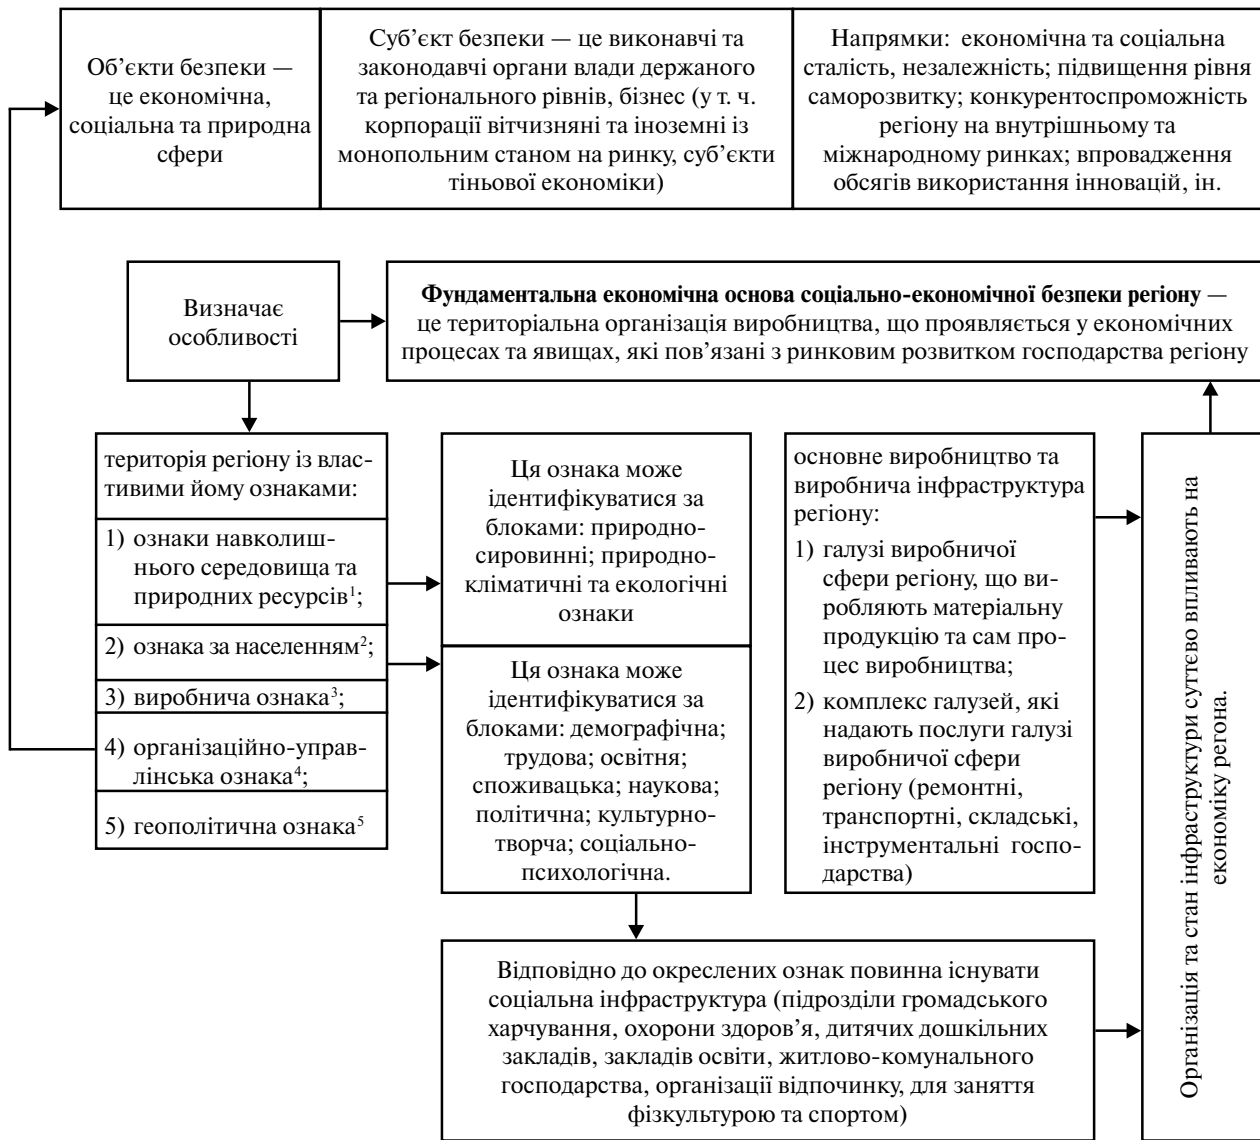 Об’єкти безпеки —
це економічна,
соціальна та природна
сфери
Суб’єкт безпеки — це виконавчі та
законодавчі органи влади держаного
та регіонального рівнів, бізнес (у т. ч.
корпорації вітчизняні та іноземні із
монопольним станом на ринку, суб’єкти
тіньової економіки)
Напрямки: економічна та соціальна
сталість, незалежність; підвищення рівня
саморозвитку; конкурентоспроможність
регіону на внутрішньому та
міжнародному ринках; впровадження
обсягів використання інновацій, ін.
Визначає
особливості
Фундаментальна економічна основа соціально-економічної безпеки регіону —
це територіальна організація виробництва, що проявляється у економічних
процесах та явищах, які пов’язані з ринковим розвитком господарства регіону
територія регіону із влас-
тивими йому ознаками:
1) ознаки навколиш-
нього середовища та
природних ресурсів¹;
2) ознака за населенням²;
3) виробнича ознака³;
4) організаційно-управ-
лінська ознака⁴;
5) геополітична ознака⁵
Ця ознака може
ідентифікуватися за
блоками: природно-
сировинні; природно-
кліматичні та екологічні
ознаки
Ця ознака може
ідентифікуватися за
блоками: демографічна;
трудова; освітня;
споживацька; наукова;
політична; культурно-
творча; соціально-
психологічна.
основне виробництво та
виробнича інфраструктура
регіону:
1) галузі виробничої
сфери регіону, що ви-
робляють матеріальну
продукцію та сам про-
цес виробництва;
2) комплекс галузей, які
надають послуги галузі
виробничої сфери
регіону (ремонтні,
транспортні, складські,
інструментальні госпо-
дарства)
Організація та стан інфраструктури суттєво впливають на
економіку регона.
Відповідно до окреслених ознак повинна існувати
соціальна інфраструктура (підрозділи громадського
харчування, охорони здоров’я, дитячих дошкільних
закладів, закладів освіти, житлово-комунального
господарства, організації відпочинку, для заняття
фізкультурою та спортом)